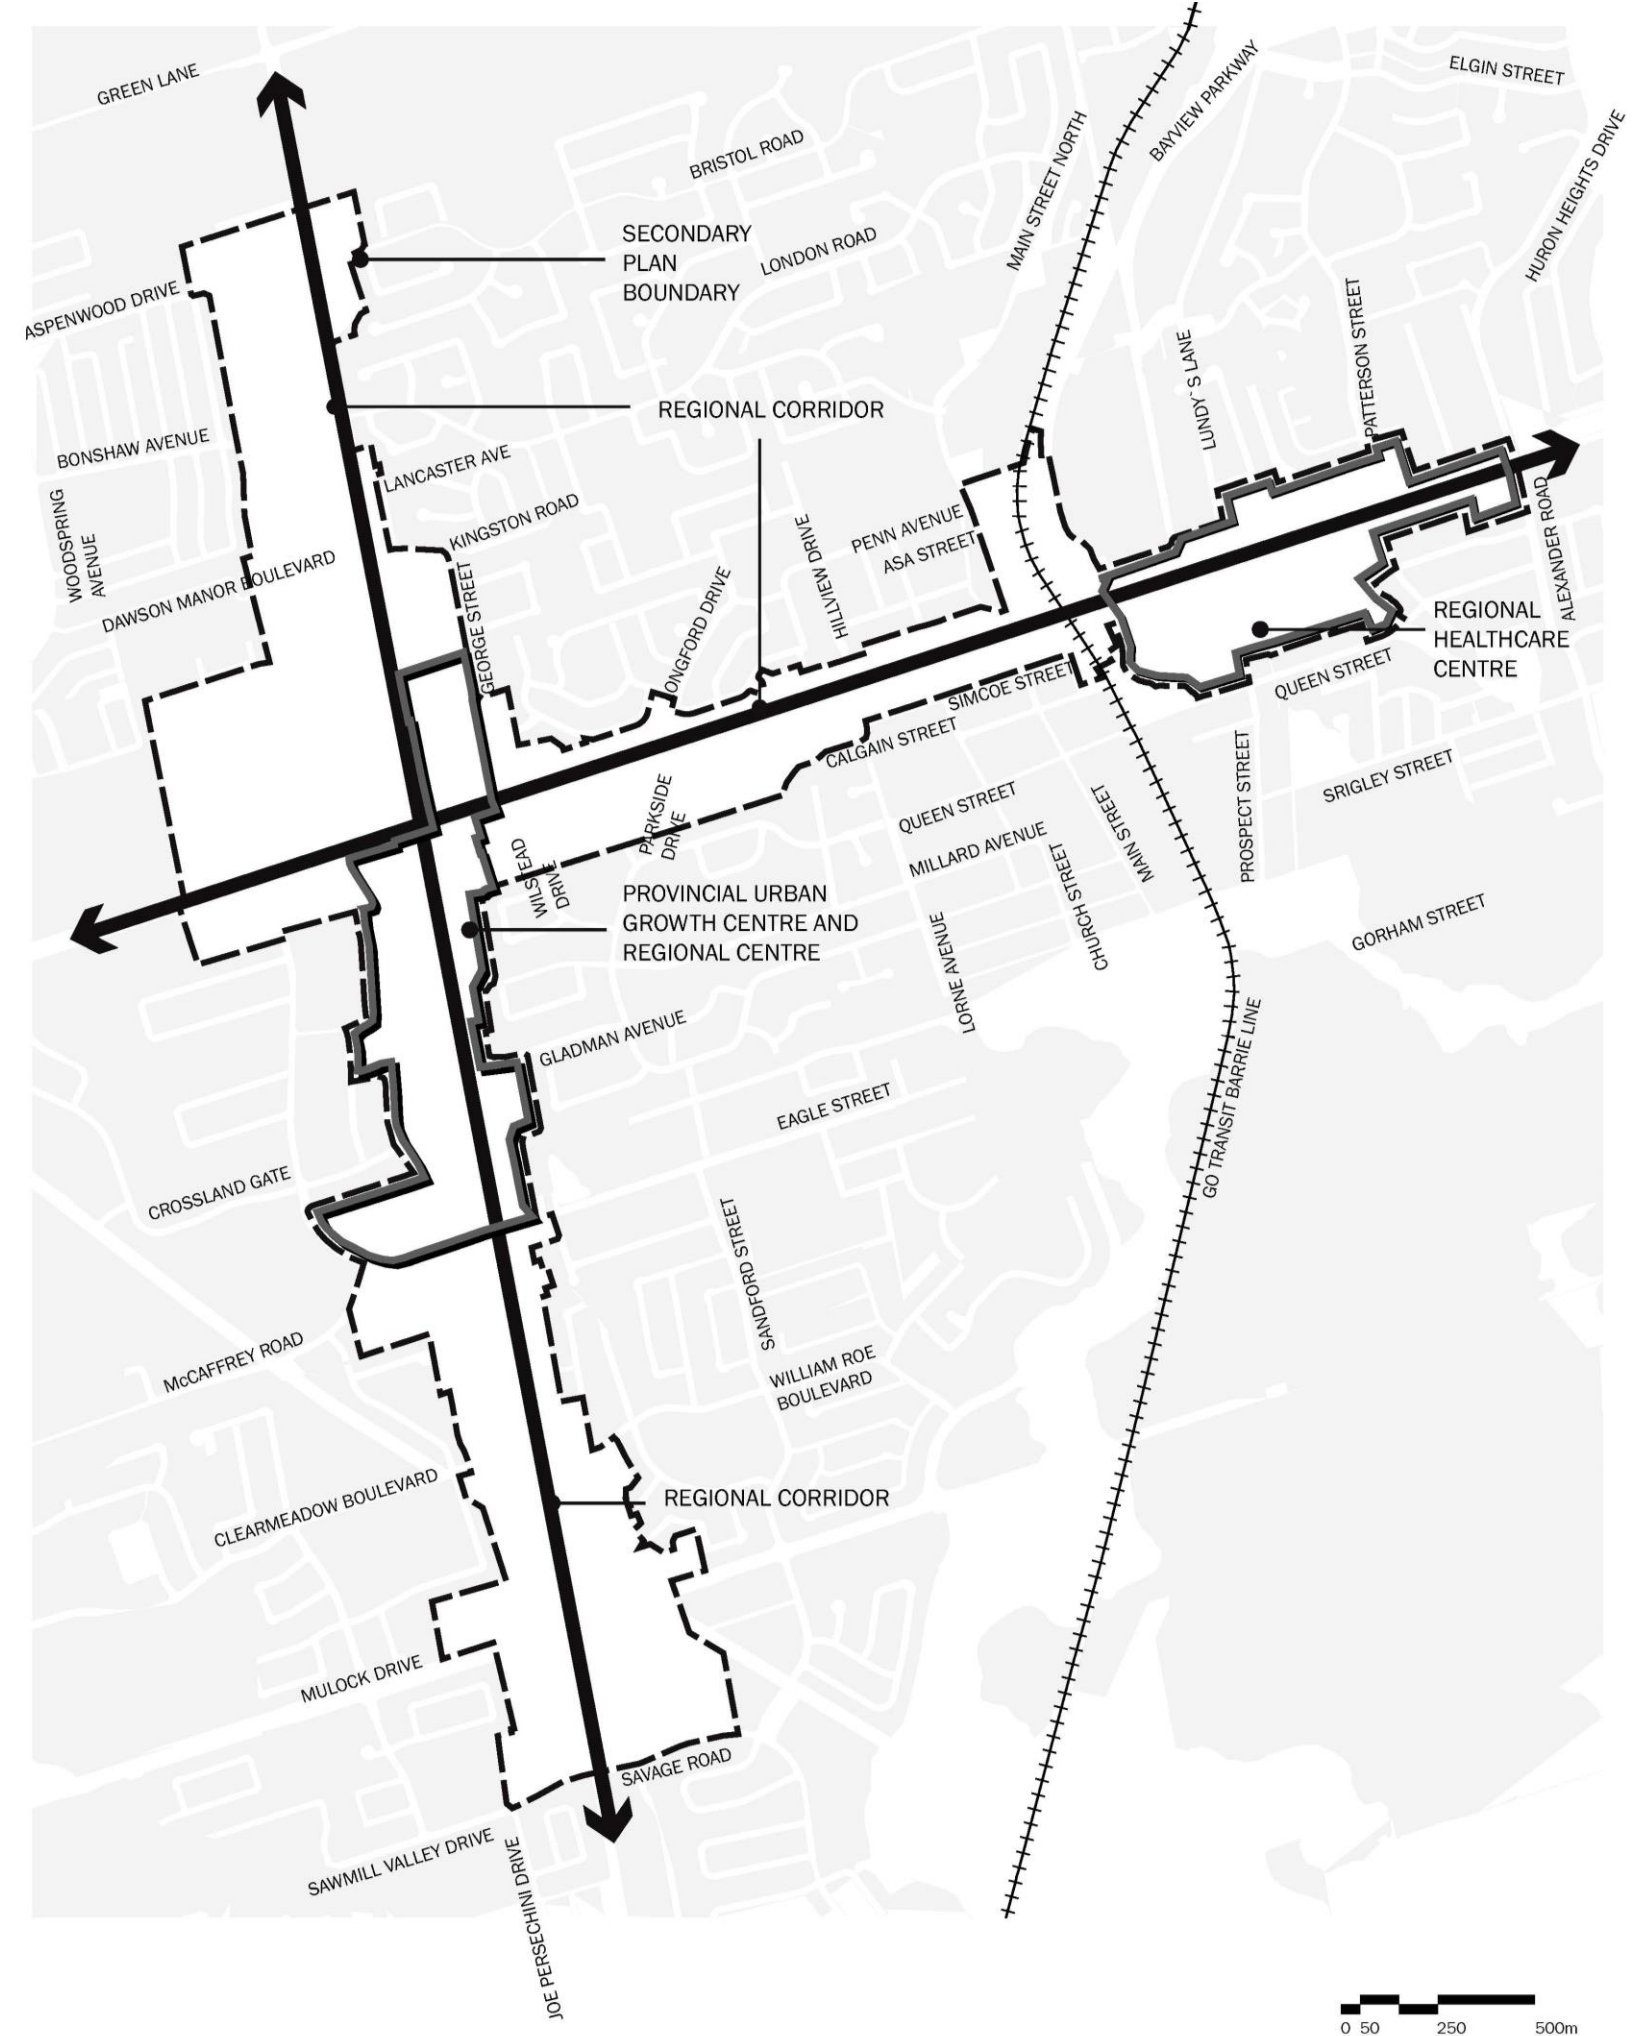 GREEN LANE
ELGIN STREET
BAYVIEW PARKWAY
MAIN STREET NORTH
HURON HEIGHTS DRIVE
BRISTOL ROAD
SECONDARY
PLAN
BOUNDARY
LONDON ROAD
ASPENWOOD DRIVE
PATTERSON STREET
LUNDY'S LANE
REGIONAL CORRIDOR
BONSHAW AVENUE
LANCASTER AVE
WOODSPRING
AVENUE
KINGSTON ROAD
PENN AVENUE
ASA STREET
HILLVIEW DRIVE
ALEXANDER ROAD
DAWSON MANOR BOULEVARD
GEORGE STREET
LONGFORD DRIVE
REGIONAL
HEALTHCARE
CENTRE
SIMCOE STREET
QUEEN STREET
CALGAIN STREET
PARKSIDE
DRIVE
QUEEN STREET
MAIN STREET
PROSPECT STREET
SRIGLEY STREET
WILSTEAD
DRIVE
MILLARD AVENUE
CHURCH STREET
PROVINCIAL URBAN
GROWTH CENTRE AND
REGIONAL CENTRE
LORNE AVENUE
GORHAM STREET
GLADMAN AVENUE
GO TRANSIT BARRIE LINE
EAGLE STREET
CROSSLAND GATE
SANDFORD STREET
McCAFFREY ROAD
WILLIAM ROE
BOULEVARD
CLEARMEADOW BOULEVARD
REGIONAL CORRIDOR
MULOCK DRIVE
SAVAGE ROAD
SAWMILL VALLEY DRIVE
JOE PERSECHINI DRIVE
0 50 250 500m